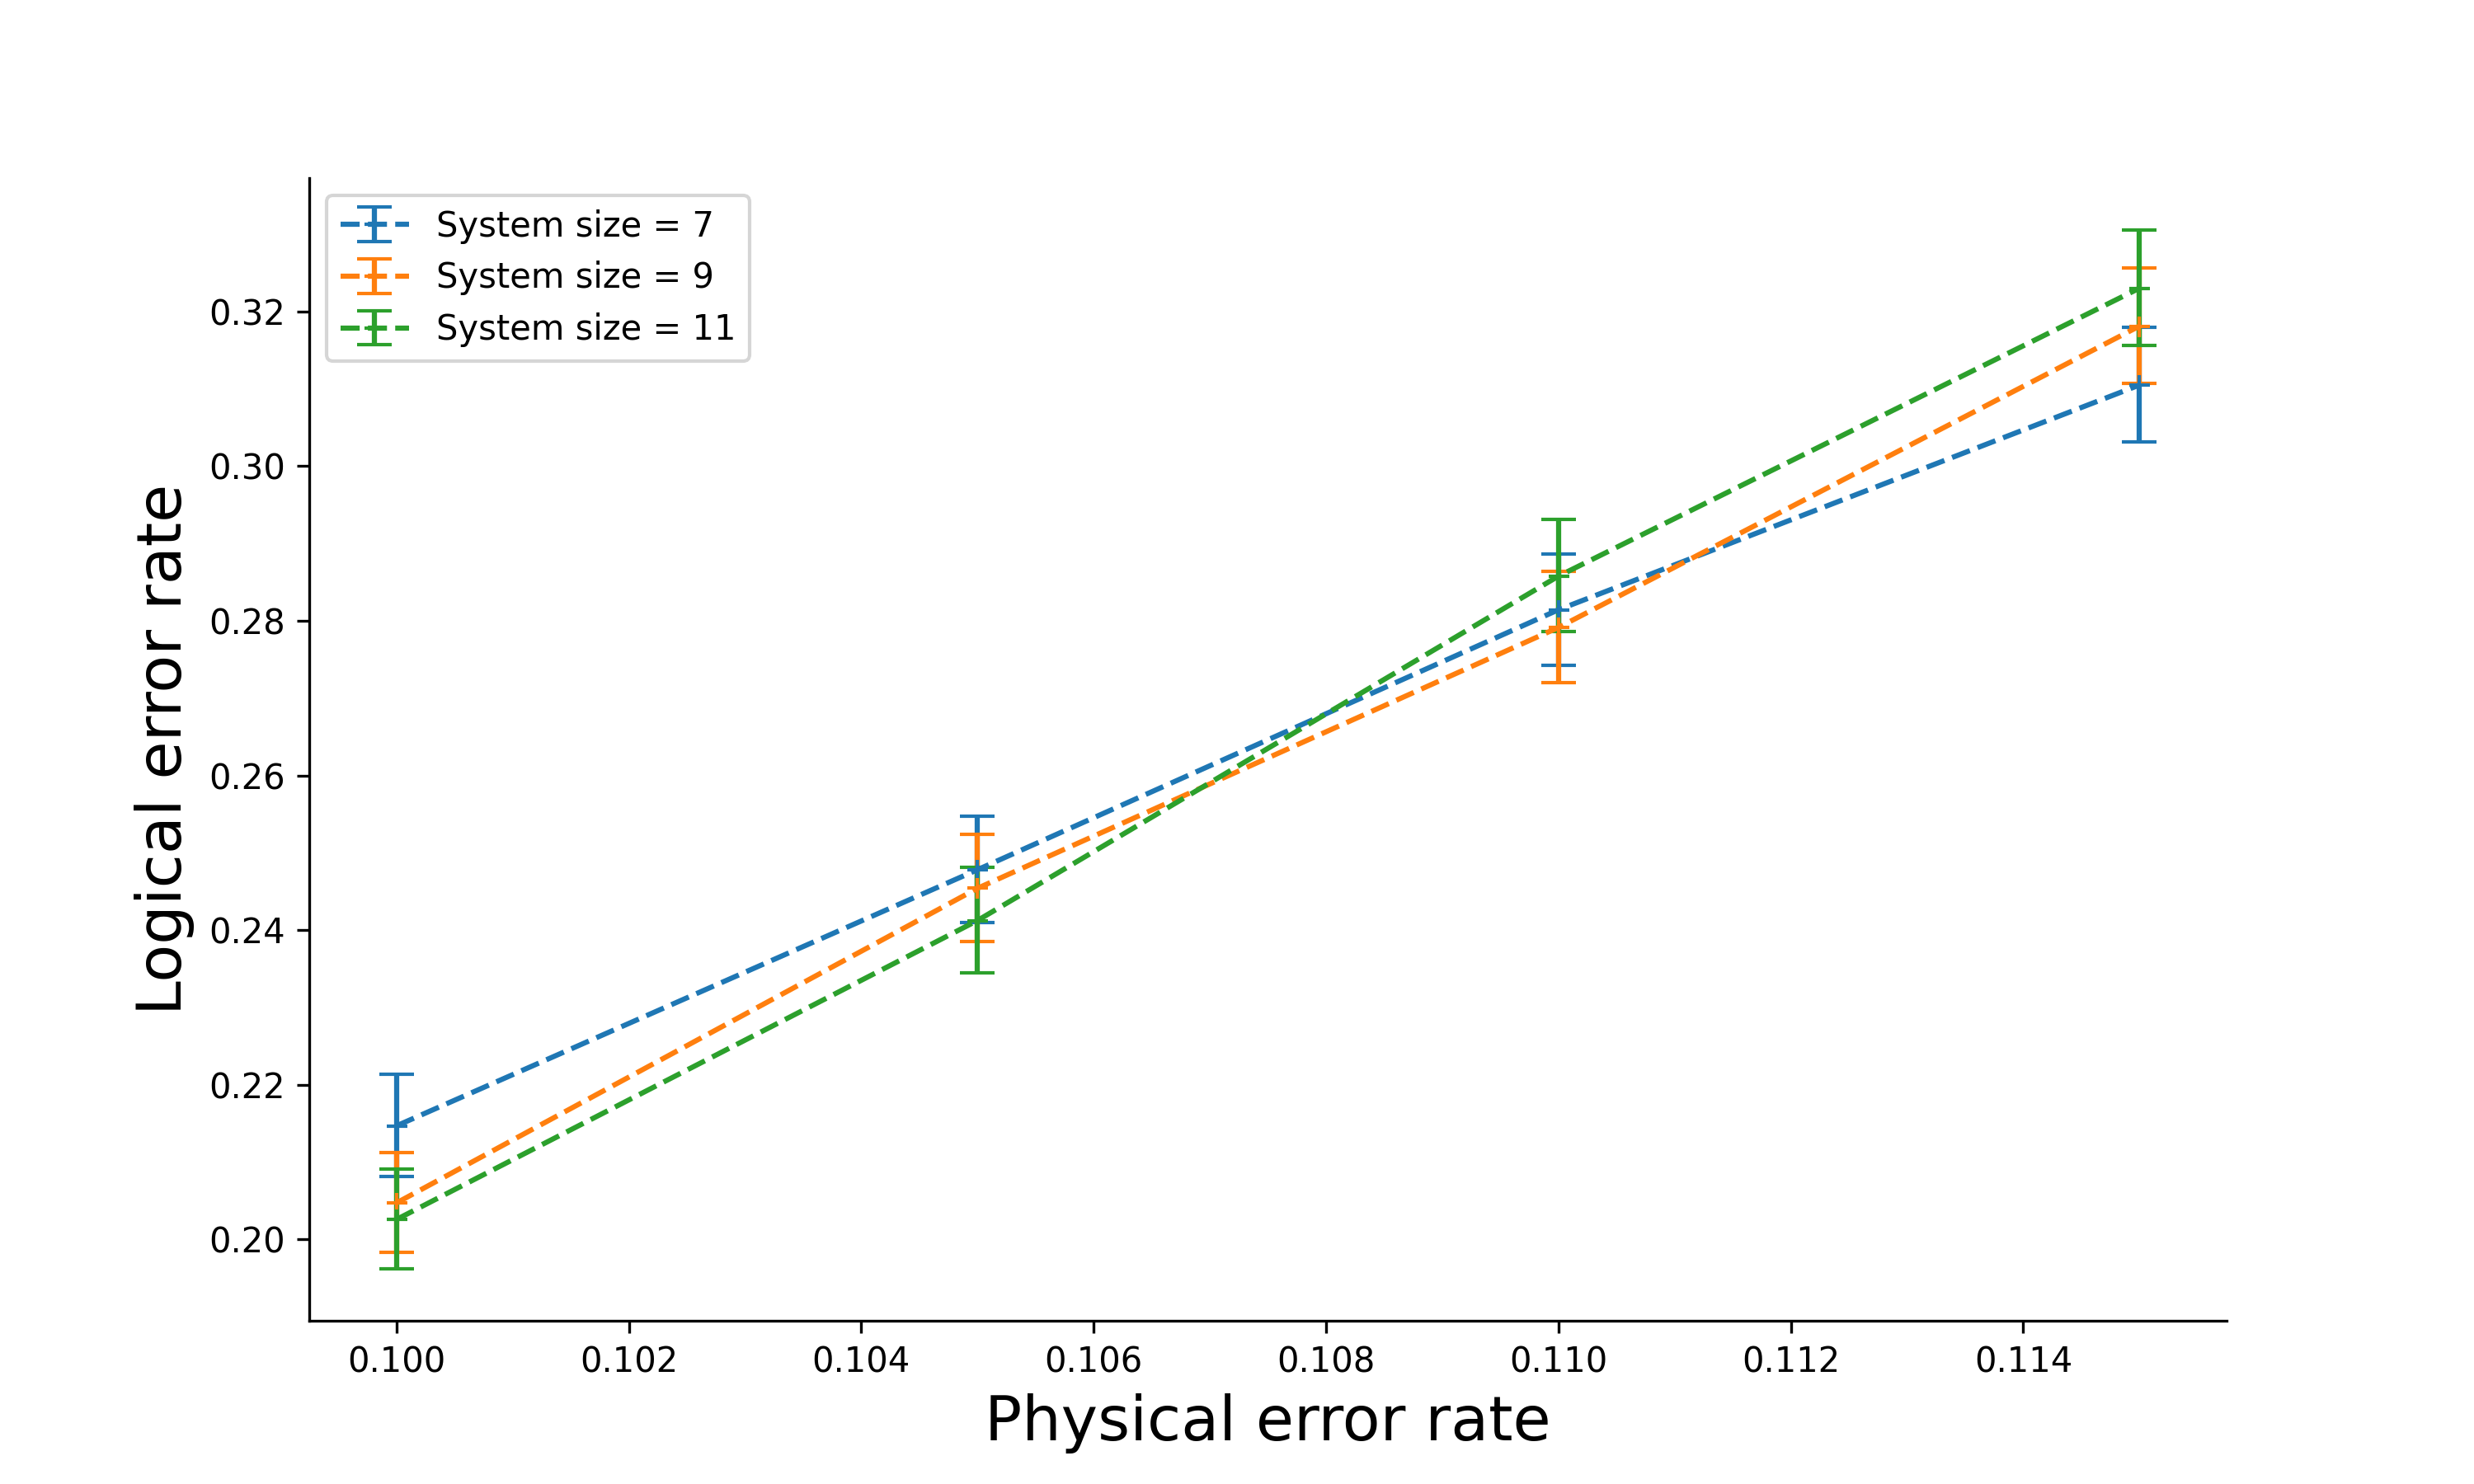 System size = 7
System size = 9
System size = 11
Logical error rate
0.32
0.30
0.28
0.26
0.24
0.22
0.20
0.100 0.102 0.104 0.106 0.108 0.110 0.112 0.114
Physical error rate